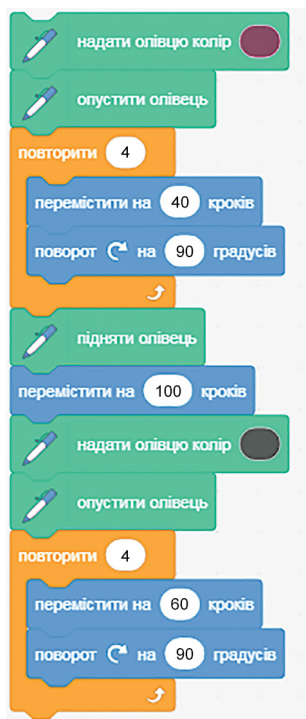 надати олівцю колір
опустити олівець
повторити 4
перемістити на 40 кроків
поворот на 90 градусів
підняти олівець
перемістити на 100 кроків
надати олівцю колір
опустити олівець
повторити 4
перемістити на 60 кроків
поворот на 90 градусів